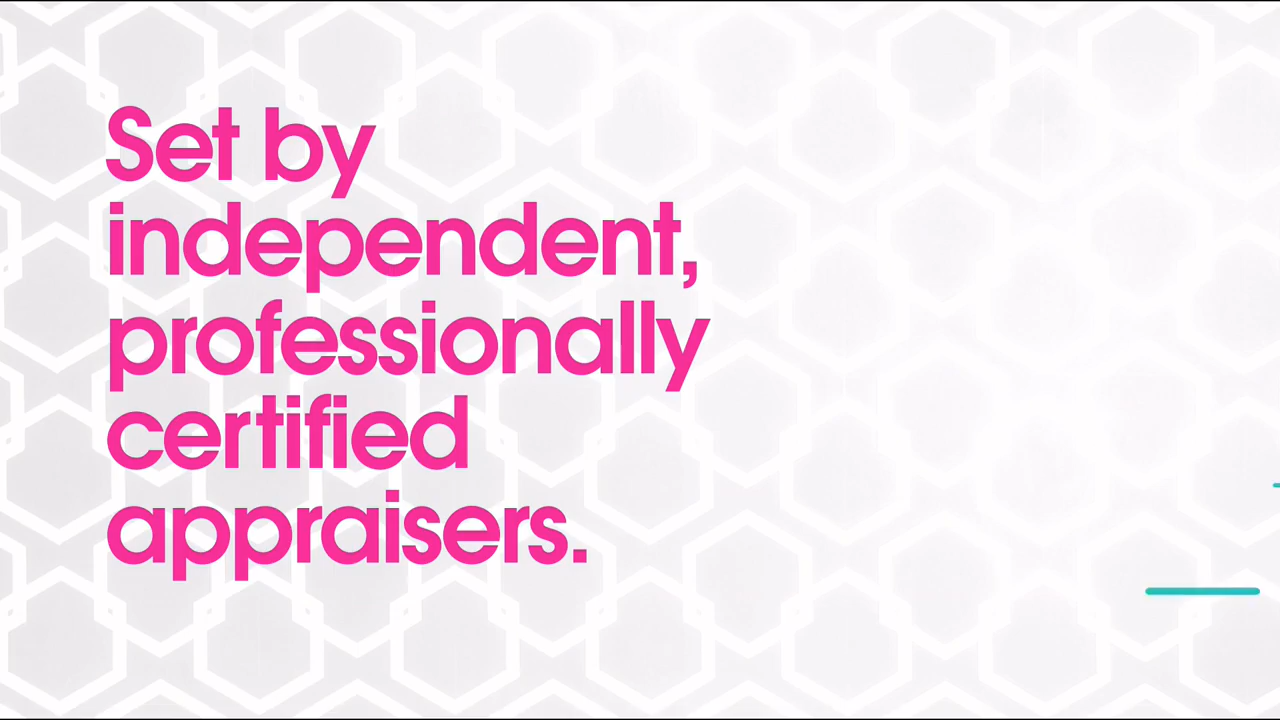 Set by
independent,
professionally
certified
appraisers.